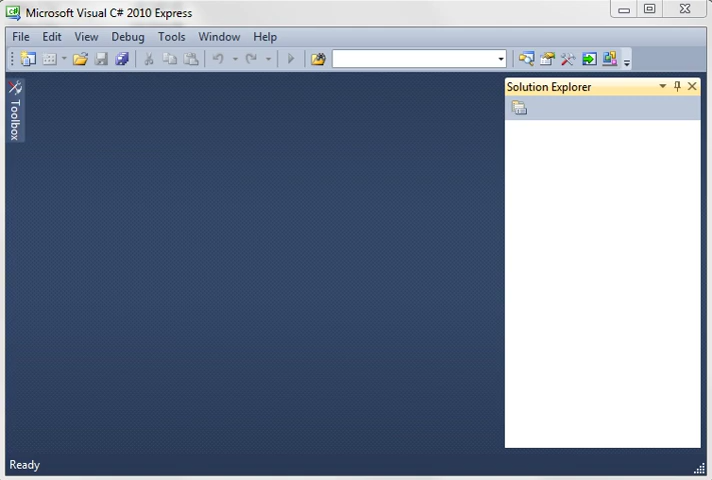 Microsoft Visual C# 2010 Express
File Edit View Debug Tools Window Help
Solution Explorer
Toolbox
Ready